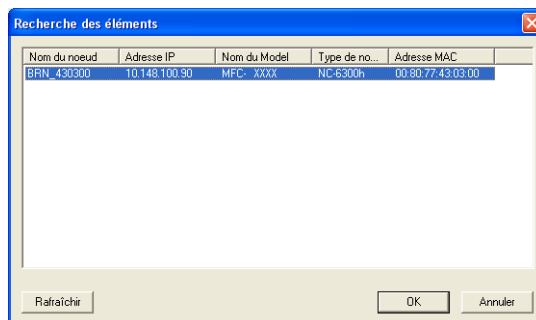 Recherche des éléments
Nom du noeud Adresse IP Nom du Model Type de no... Adresse MAC
BRN_430300 10.148.100.90 MFC- XXXX NC-6300h 00:80:77:43:03:00
Rafraîchir OK Annuler